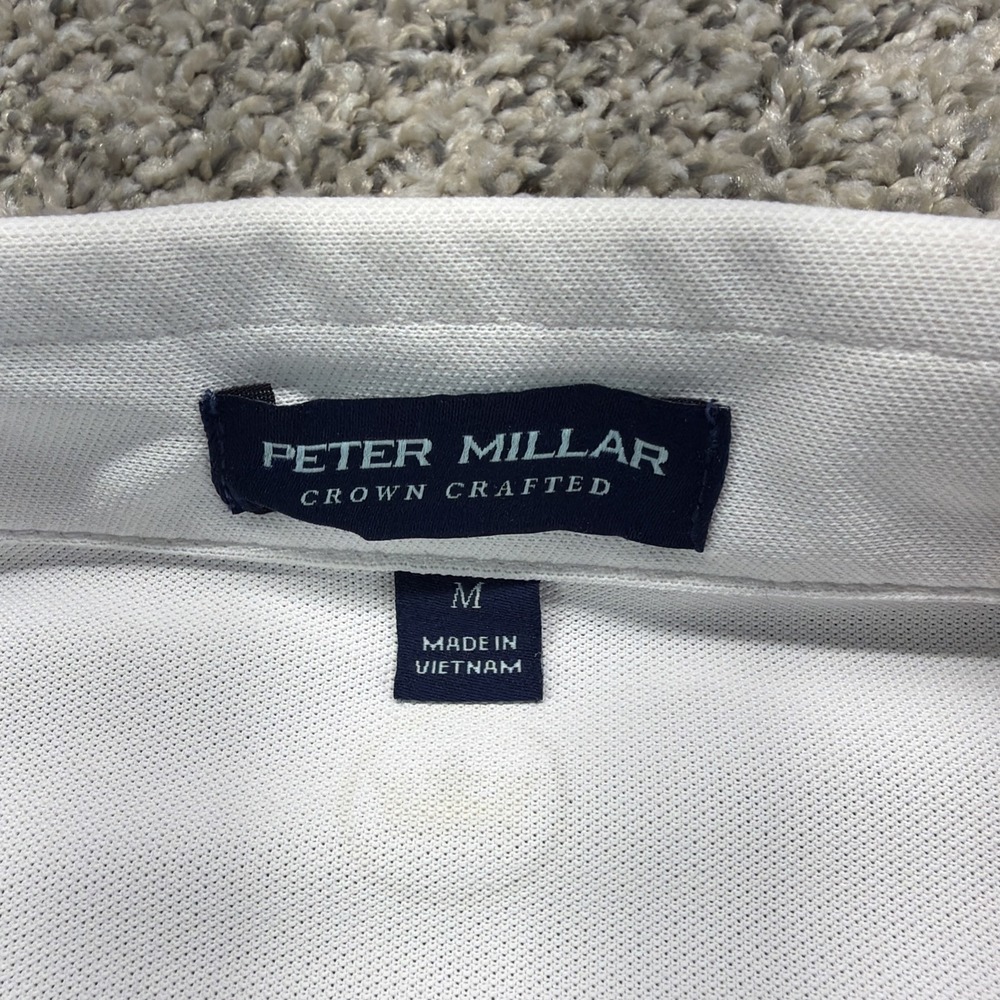 PETER MILLAR
CROWN CRAFTED
M
MADE IN
VIETNAM